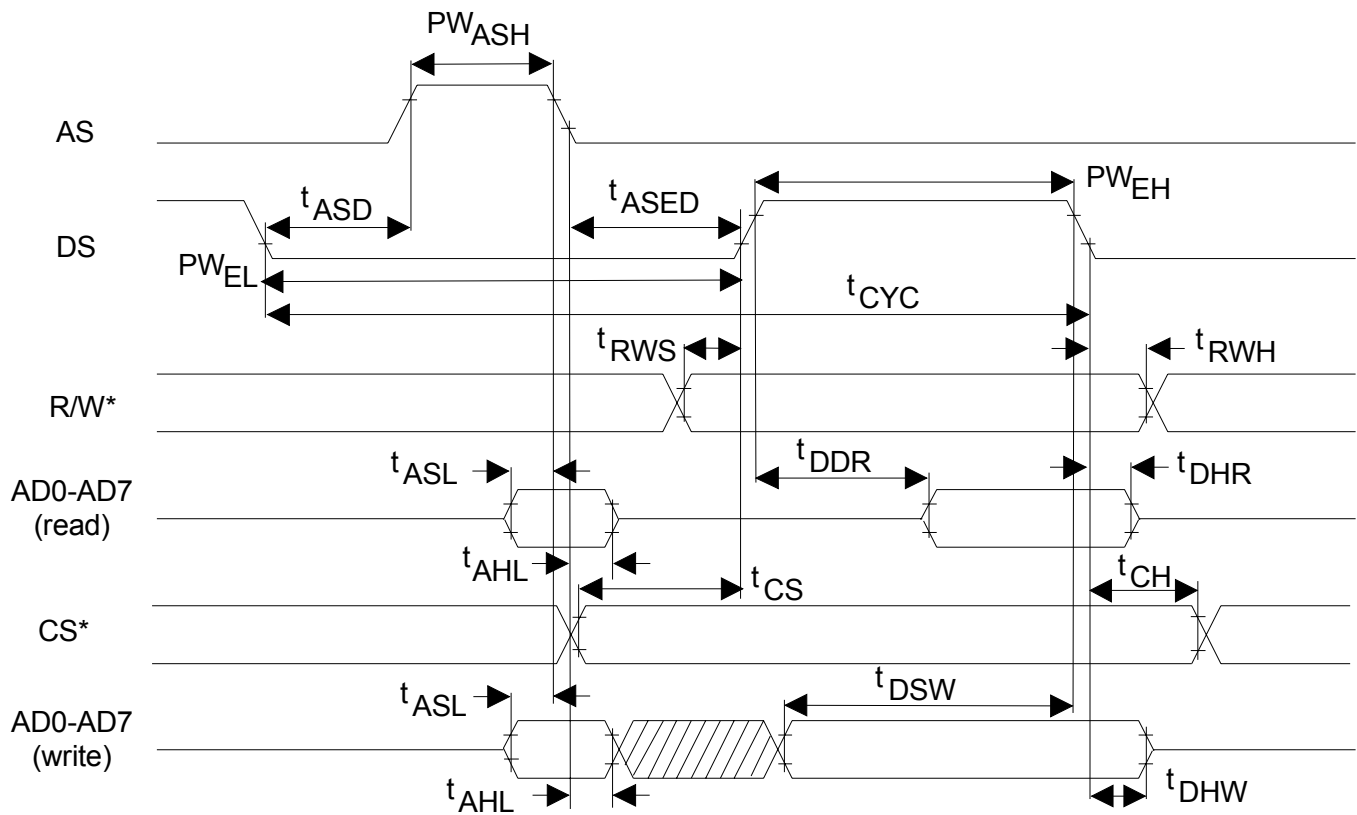 PWASH
AS
tASD
tASED
PWEH
DS
PWEL
tCYC
tRWS
tRWH
R/W*
tASL
tDDR
tDHR
AD0-AD7
(read)
tAHL
tCS
tCH
CS*
tASL
tDSW
AD0-AD7
(write)
tAHL
tDHW